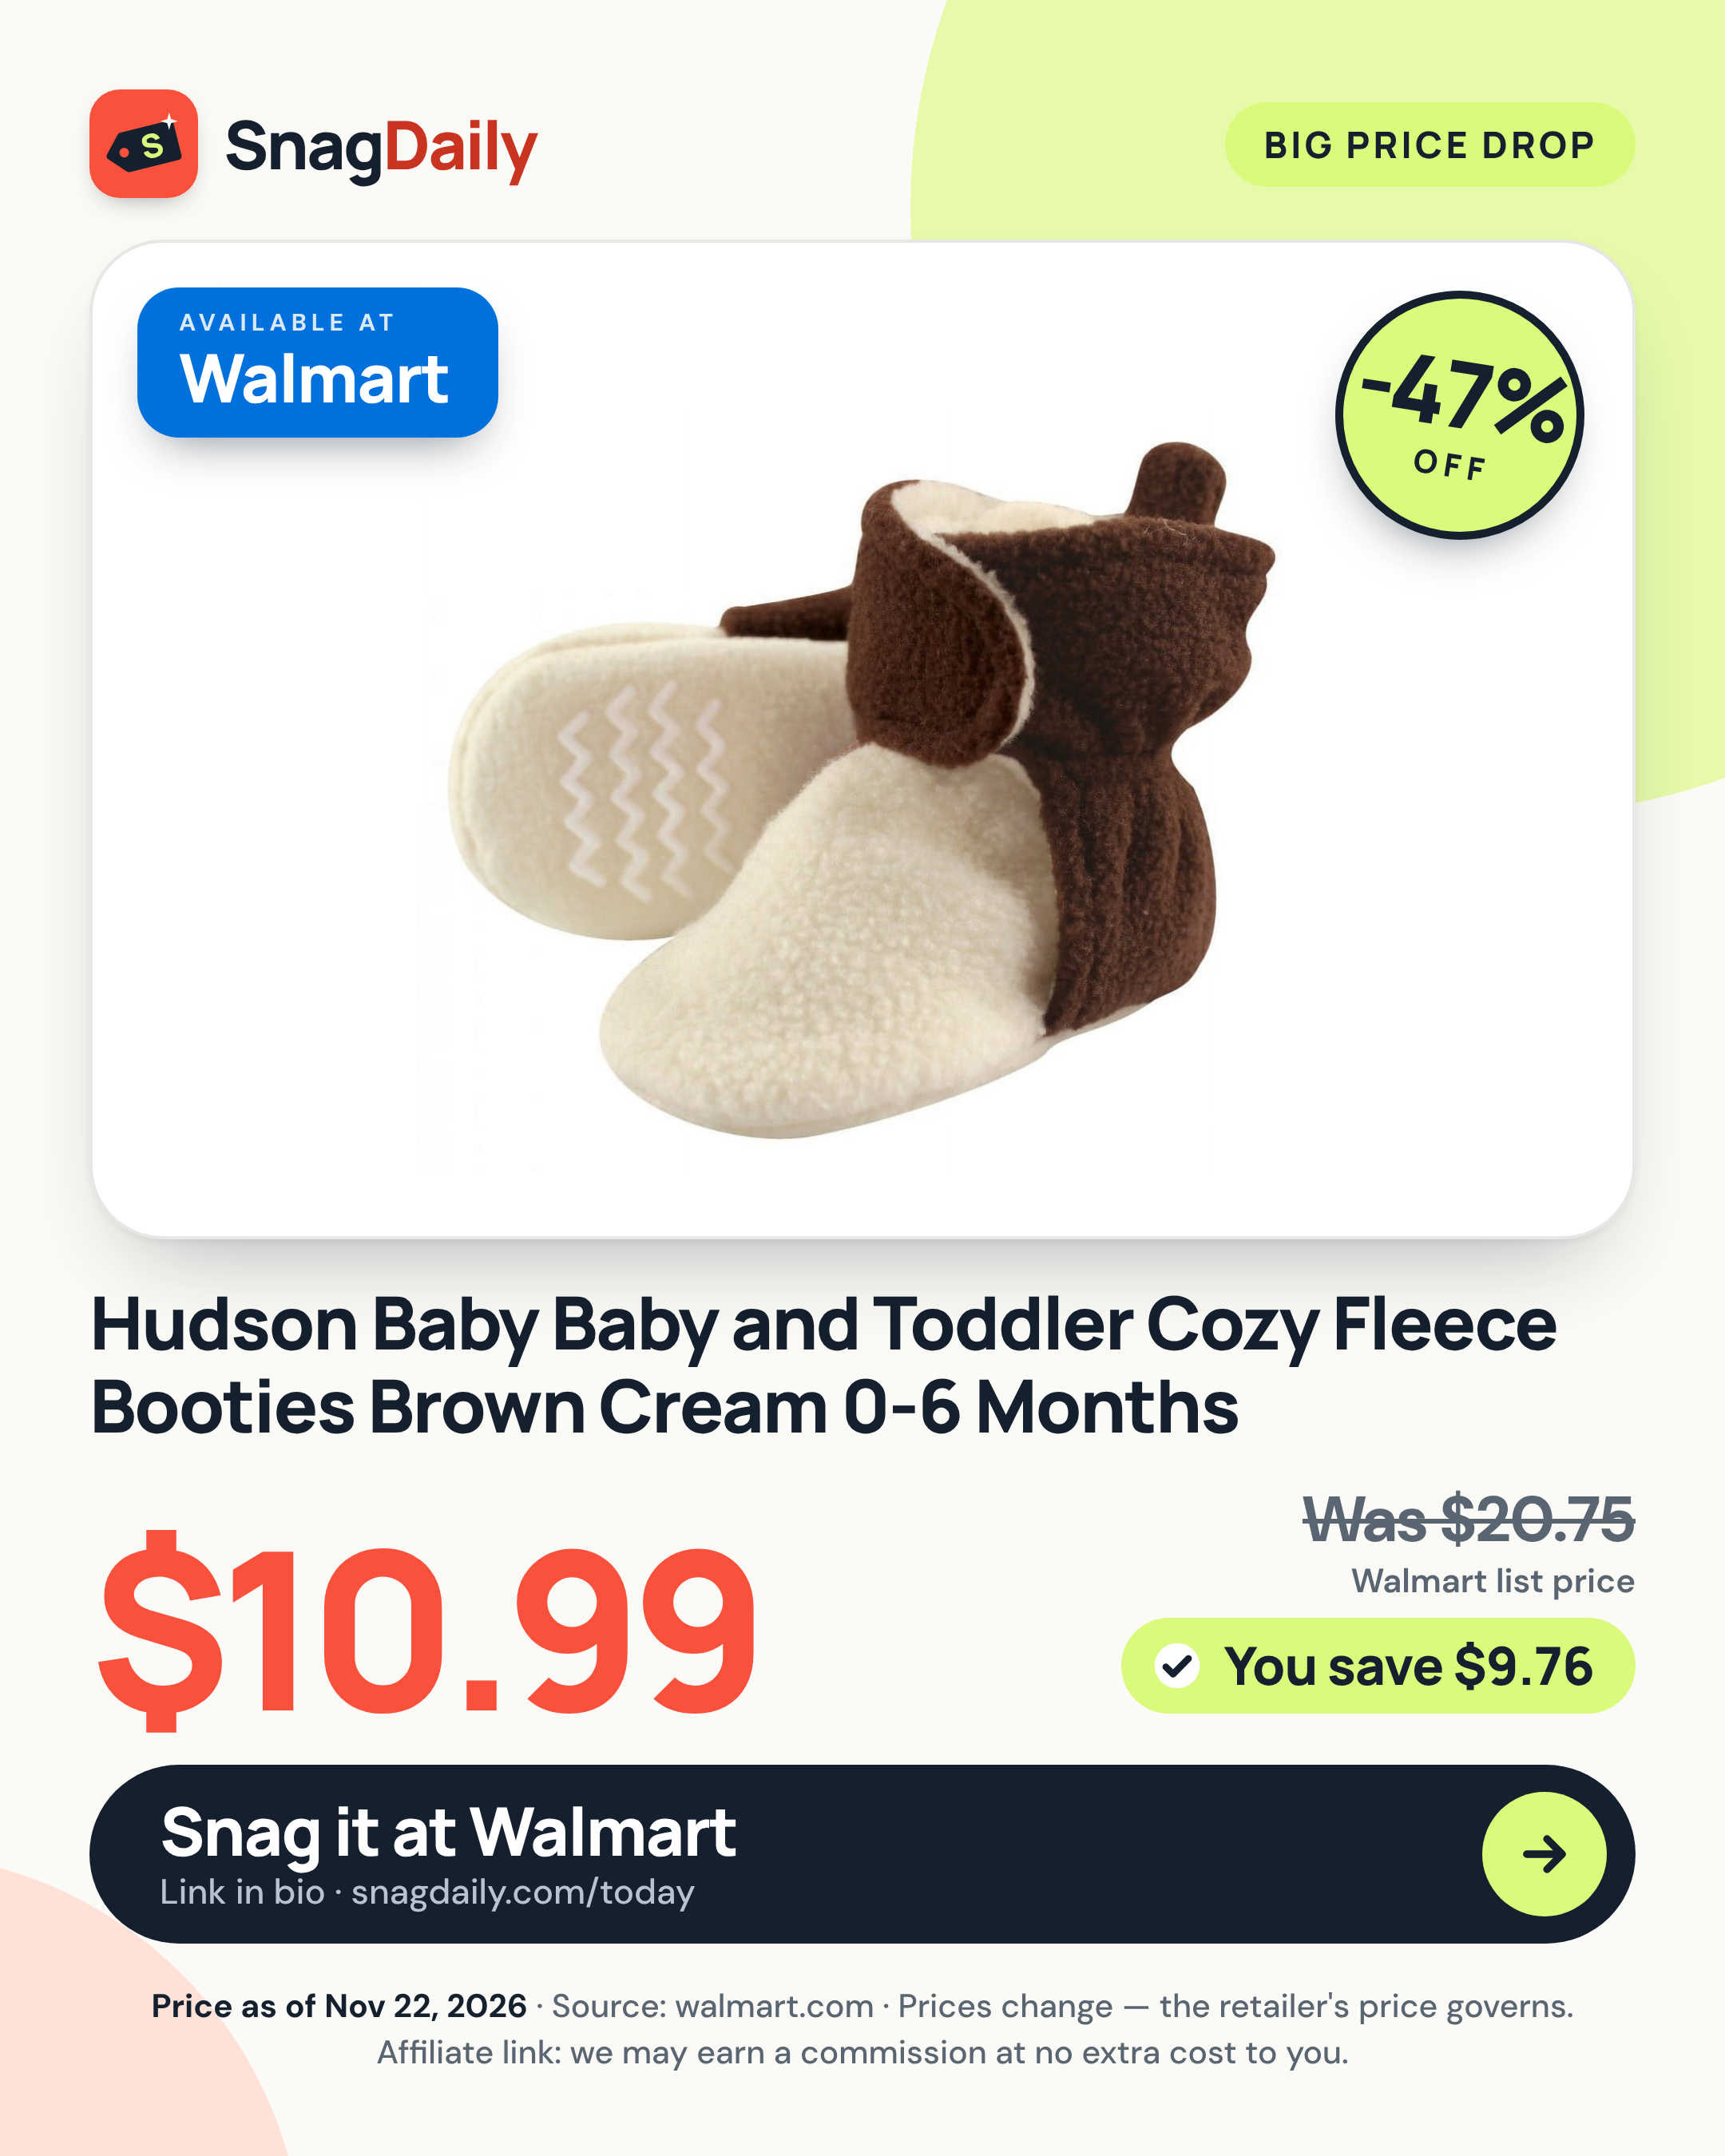 S
SnagDaily
BIG PRICE DROP
AVAILABLE AT
Walmart
-47%
OFF
Hudson Baby Baby and Toddler Cozy Fleece
Booties Brown Cream 0-6 Months
$10.99
Was $20.75
Walmart list price
You save $9.76
Snag it at Walmart
Link in bio · snagdaily.com/today
Price as of Nov 22, 2026 · Source: walmart.com · Prices change — the retailer's price governs.
Affiliate link: we may earn a commission at no extra cost to you.